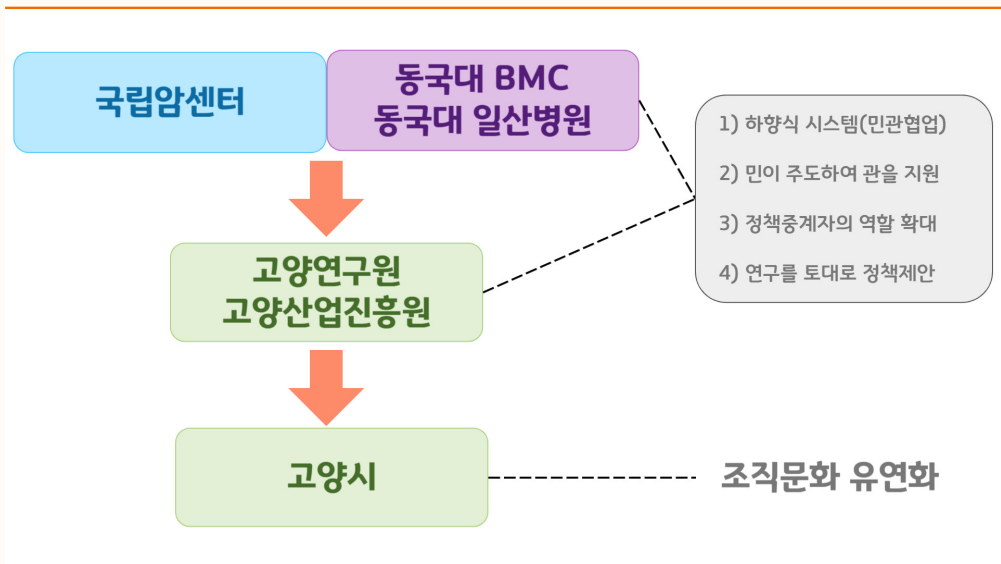 국립암센터
동국대 BMC
동국대 일산병원
1) 하향식 시스템(민관협업)
2) 민이 주도하여 관을 지원
3) 정책중계자의 역할 확대
4) 연구를 토대로 정책제안
고양연구원
고양산업진흥원
고양시
조직문화 유연화